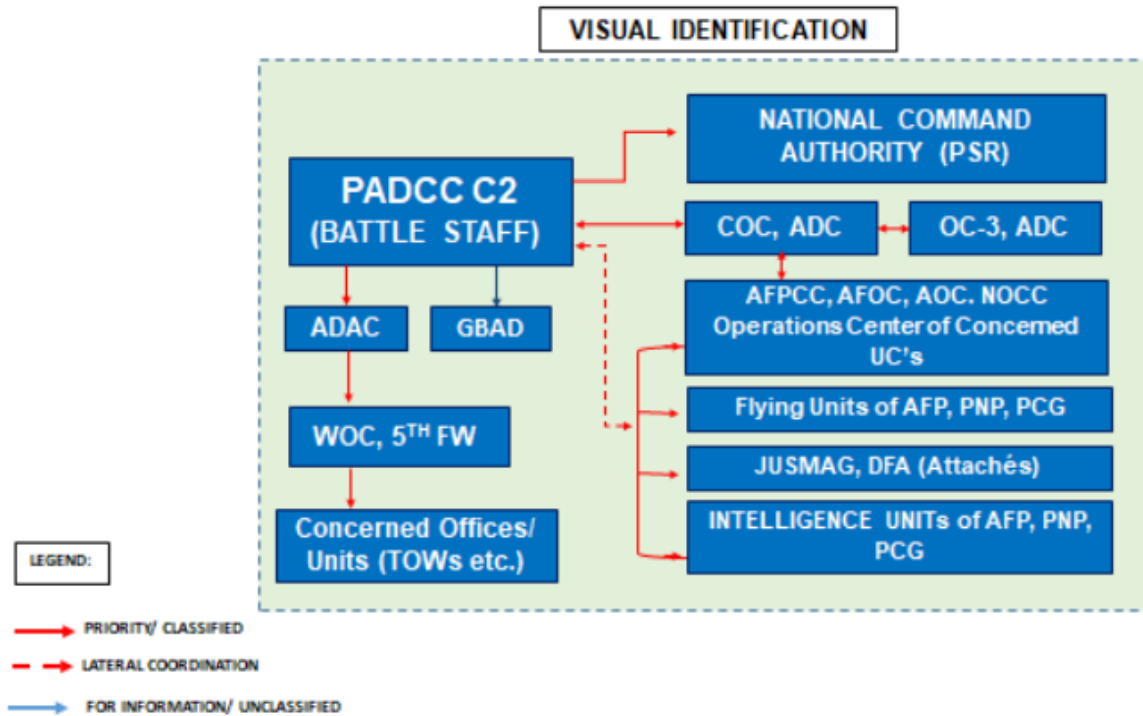 VISUAL IDENTIFICATION
PADCC C2
(BATTLE STAFF)
NATIONAL COMMAND
AUTHORITY (PSR)
COC, ADC
OC-3, ADC
ADAC
GBAD
AFPCC, AFOC, AOC. NOCC
Operations Center of Concerned
UC's
WOC, 5TH FW
Flying Units of AFP, PNP, PCG
JUSMAG, DFA (Attachés)
Concerned Offices/
Units (TOWs etc.)
INTELLIGENCE UNITs of AFP, PNP,
PCG
LEGEND:
PRIORITY/ CLASSIFIED
LATERAL COORDINATION
FOR INFORMATION/ UNCLASSIFIED